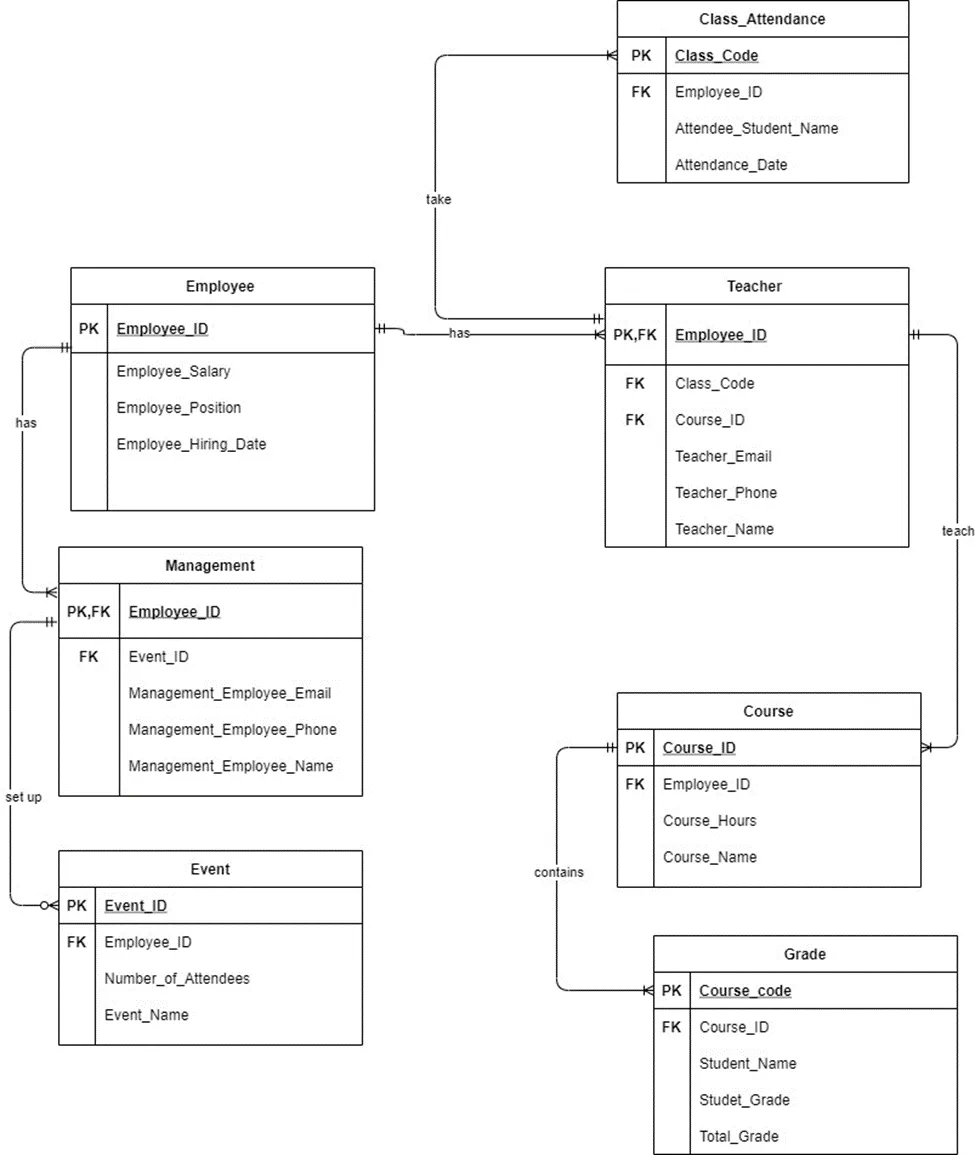 Class_Attendance
PK Class_Code
FK Employee_ID
Attendee_Student_Name
Attendance_Date
take
Employee
PK Employee_ID
Employee_Salary
Employee_Position
Employee_Hiring_Date
has
Teacher
PK,FK Employee_ID
FK Class_Code
FK Course_ID
Teacher_Email
Teacher_Phone
Teacher_Name
has
teach
Management
PK,FK Employee_ID
FK Event_ID
Management_Employee_Email
Management_Employee_Phone
Management_Employee_Name
set up
Event
PK Event_ID
FK Employee_ID
Number_of_Attendees
Event_Name
Course
PK Course_ID
FK Employee_ID
Course_Hours
Course_Name
contains
Grade
PK Course_code
FK Course_ID
Student_Name
Studet_Grade
Total_Grade